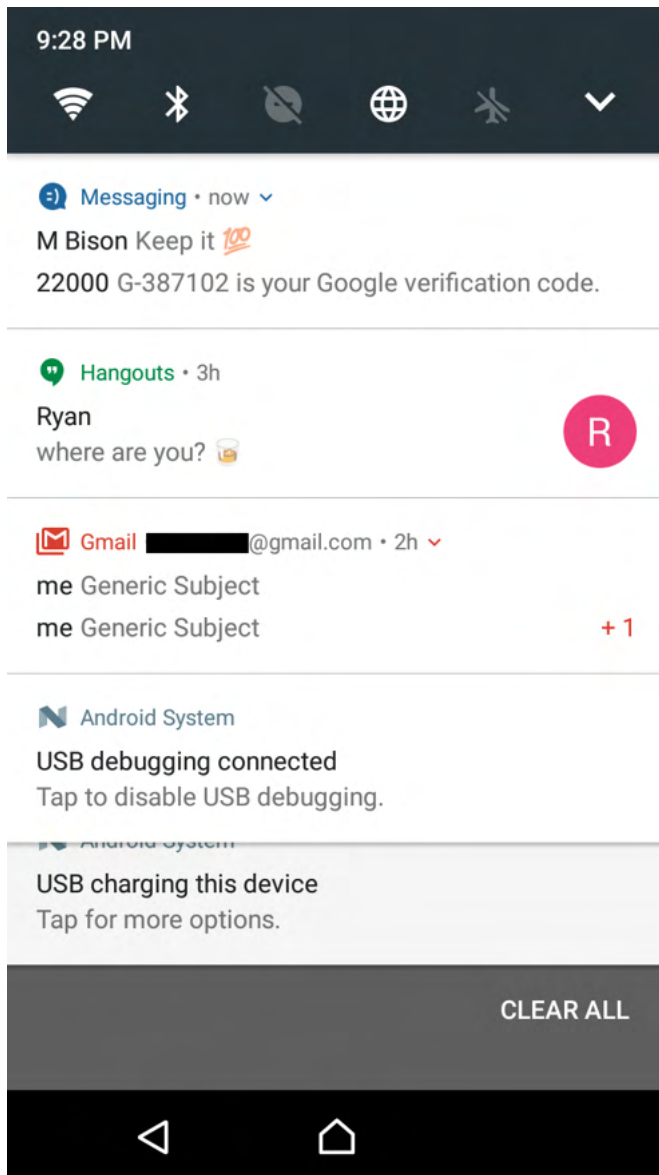 9:28 PM
Messaging • now
M Bison Keep it 💯
22000 G-387102 is your Google verification code.
Hangouts • 3h
Ryan
where are you? 🥃
R
Gmail @gmail.com • 2h
me Generic Subject
me Generic Subject + 1
Android System
USB debugging connected
Tap to disable USB debugging.
Android System
USB charging this device
Tap for more options.
CLEAR ALL